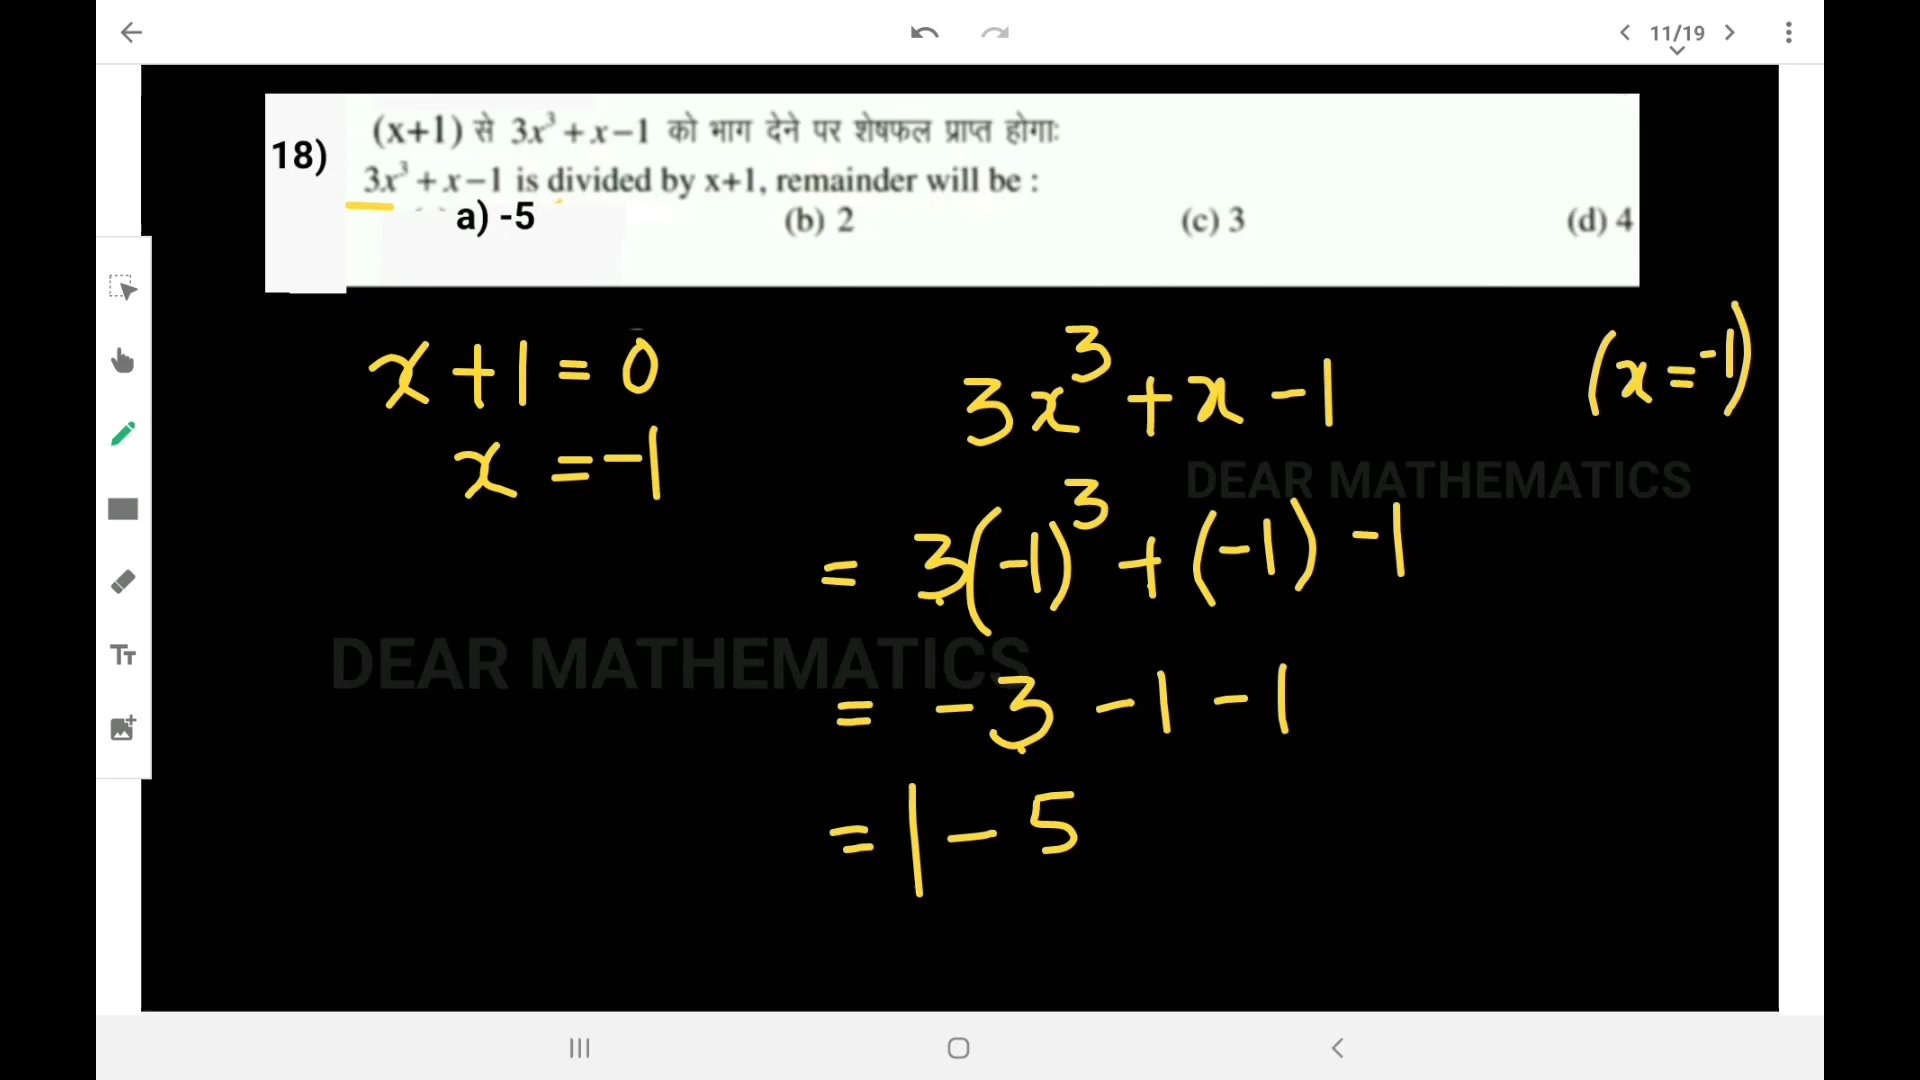 11/19
18)
(x+1) से 3x³+x−1 को भाग देने पर शेषफल प्राप्त होगाः
3x³+x−1 is divided by x+1, remainder will be :
a) -5 (b) 2 (c) 3 (d) 4
x+1=0
x=-1
3x³+x-1
(x=-1)
=3(-1)³+(-1)-1
=-3-1-1
=|-5
DEAR MATHEMATICS
DEAR MATHEMATICS
Tт